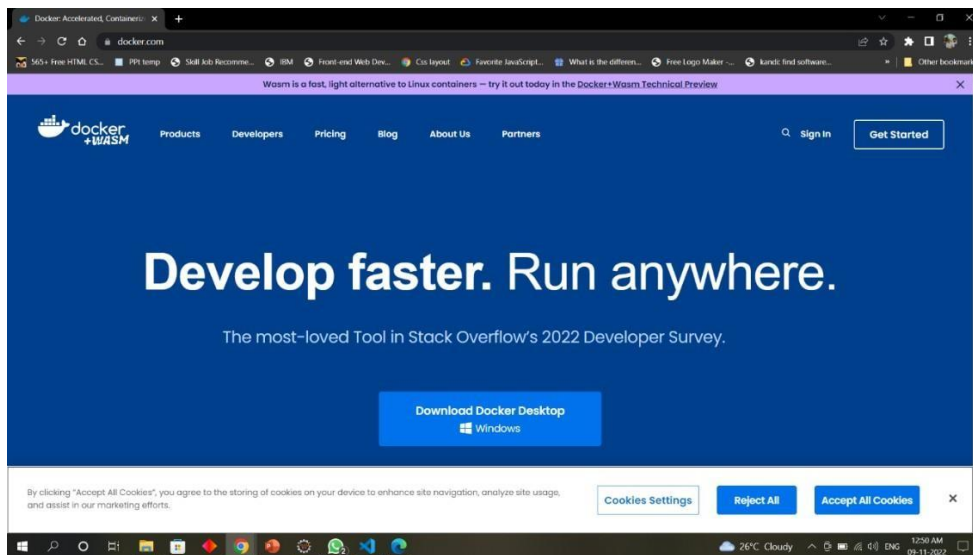 Docker: Accelerated, Containeriz
docker.com
565+ Free HTML CS... PPt temp Skill Job Recomme... IBM Front-end Web Dev... Css layout Favorite JavaScript... What is the differen... Free Logo Maker -... kandc find software... Other bookmark
Wasm is a fast, light alternative to Linux containers — try it out today in the Docker+Wasm Technical Preview
docker
+WASM
Products Developers Pricing Blog About Us Partners Sign In Get Started
Develop faster. Run anywhere.
The most-loved Tool in Stack Overflow's 2022 Developer Survey.
Download Docker Desktop
Windows
By clicking "Accept All Cookies", you agree to the storing of cookies on your device to enhance site navigation, analyze site usage,
and assist in our marketing efforts.
Cookies Settings Reject All Accept All Cookies
26°C Cloudy ENG 12:50 AM
09-11-2022